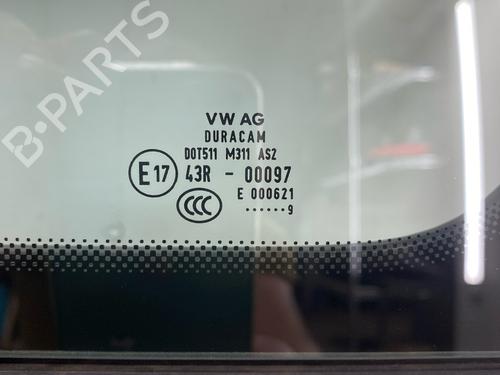 B-PARTS
VW AG
DURACAM
DOT511 M311 AS2
E17 43R - 00097
CCC E 000621
······9